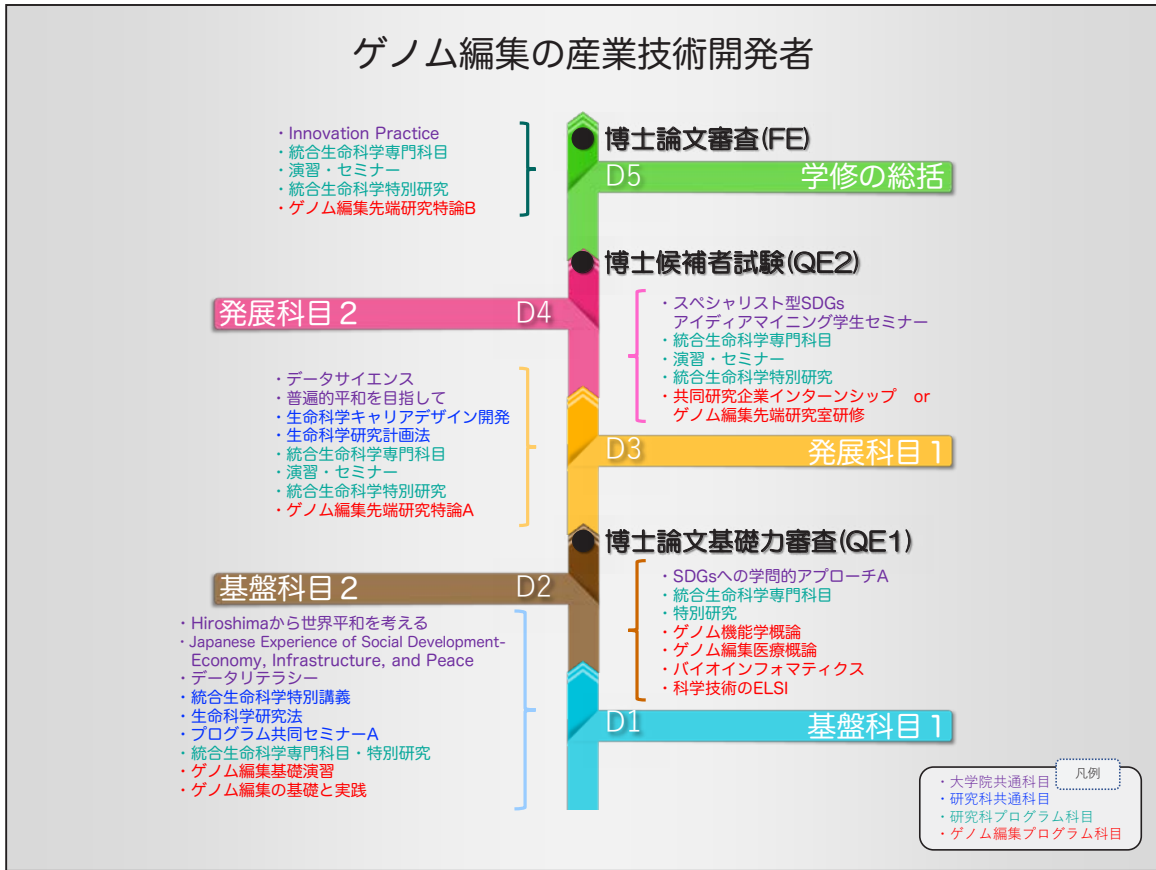 ゲノム編集の産業技術開発者
・Innovation Practice
・統合生命科学専門科目
・演習・セミナー
・統合生命科学特別研究
・ゲノム編集先端研究特論B
博士論文審査(FE)
D5
学修の総括
博士候補者試験(QE2)
発展科目２
D4
・スペシャリスト型SDGs
アイディアマイニング学生セミナー
・統合生命科学専門科目
・演習・セミナー
・統合生命科学特別研究
・共同研究企業インターンシップ　or
ゲノム編集先端研究室研修
・データサイエンス
・普遍的平和を目指して
・生命科学キャリアデザイン開発
・生命科学研究計画法
・統合生命科学専門科目
・演習・セミナー
・統合生命科学特別研究
・ゲノム編集先端研究特論A
D3
発展科目１
博士論文基礎力審査(QE1)
基盤科目２
D2
・SDGsへの学問的アプローチA
・統合生命科学専門科目
・特別研究
・ゲノム機能学概論
・ゲノム編集医療概論
・バイオインフォマティクス
・科学技術のELSI
・Hiroshimaから世界平和を考える
・Japanese Experience of Social Development-
Economy, Infrastructure, and Peace
・データリテラシー
・統合生命科学特別講義
・生命科学研究法
・プログラム共同セミナーA
・統合生命科学専門科目・特別研究
・ゲノム編集基礎演習
・ゲノム編集の基礎と実践
D1
基盤科目１
凡例
・大学院共通科目
・研究科共通科目
・研究科プログラム科目
・ゲノム編集プログラム科目